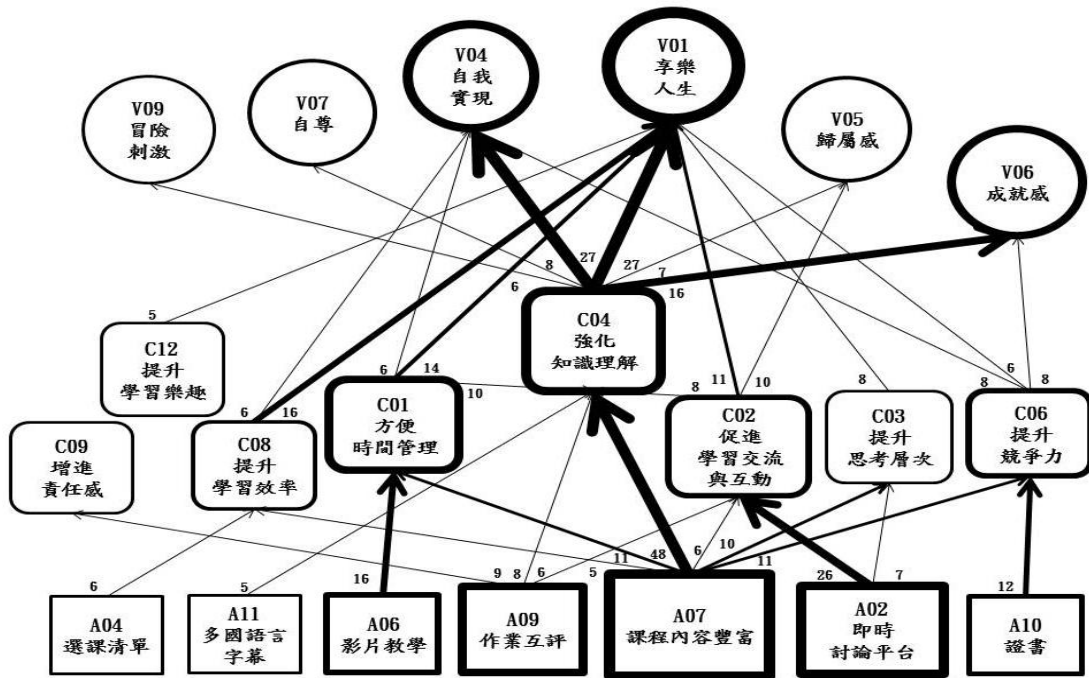 V04
自我
實現
V01
享樂
人生
V09
冒險
刺激
V07
自尊
V05
歸屬感
V06
成就感
6
8
27
27
7
16
5
C12
提升
學習樂趣
C04
強化
知識理解
6
16
6
14
10
8
11
10
8
8
6
8
C09
增進
責任感
C08
提升
學習效率
C01
方便
時間管理
C02
促進
學習交流
與互動
C03
提升
思考層次
C06
提升
競爭力
6
5
16
9
8
6
5
11
48
6
10
11
26
7
12
A04
選課清單
A11
多國語言
字幕
A06
影片教學
A09
作業互評
A07
課程內容豐富
A02
即時
討論平台
A10
證書